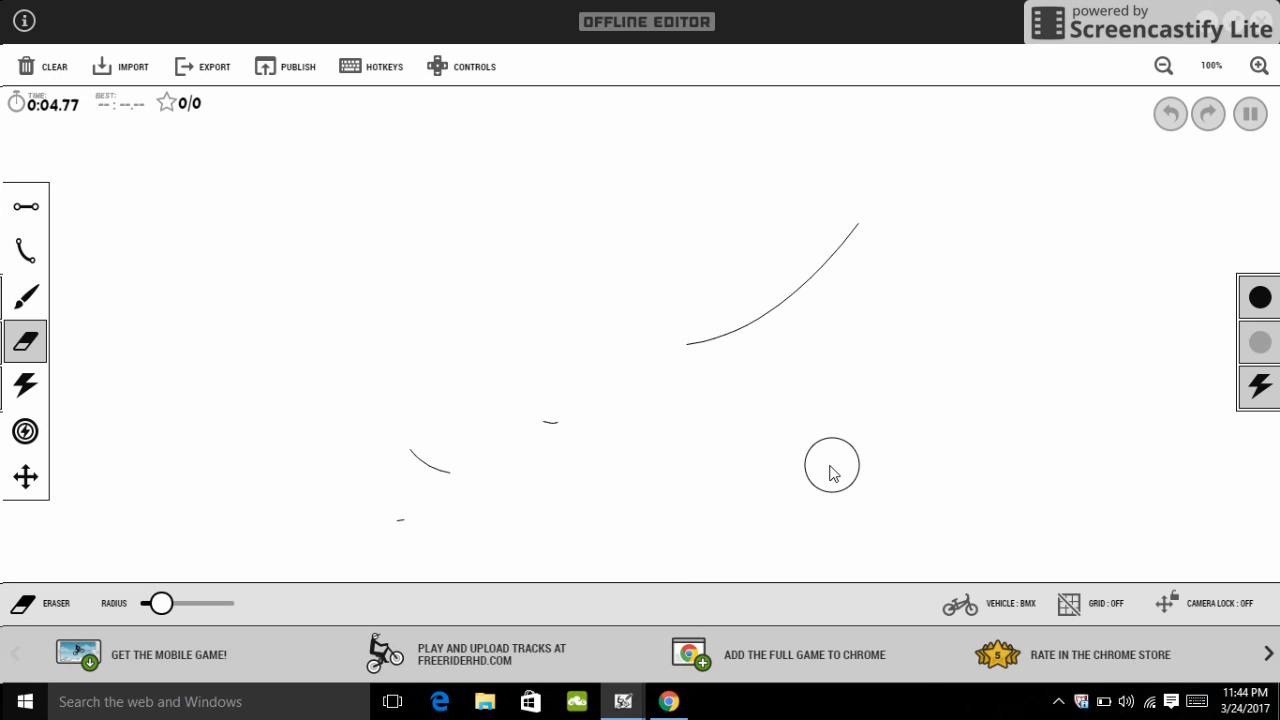 OFFLINE EDITOR
powered by
Screencastify Lite
CLEAR
IMPORT
EXPORT
PUBLISH
HOTKEYS
CONTROLS
100%
TIME:
0:04.77
BEST:
-- : --.--
0/0
ERASER
RADIUS
VEHICLE : BMX
GRID : OFF
CAMERA LOCK : OFF
GET THE MOBILE GAME!
PLAY AND UPLOAD TRACKS AT
FREERIDERHD.COM
ADD THE FULL GAME TO CHROME
5
RATE IN THE CHROME STORE
Search the web and Windows
11:44 PM
3/24/2017